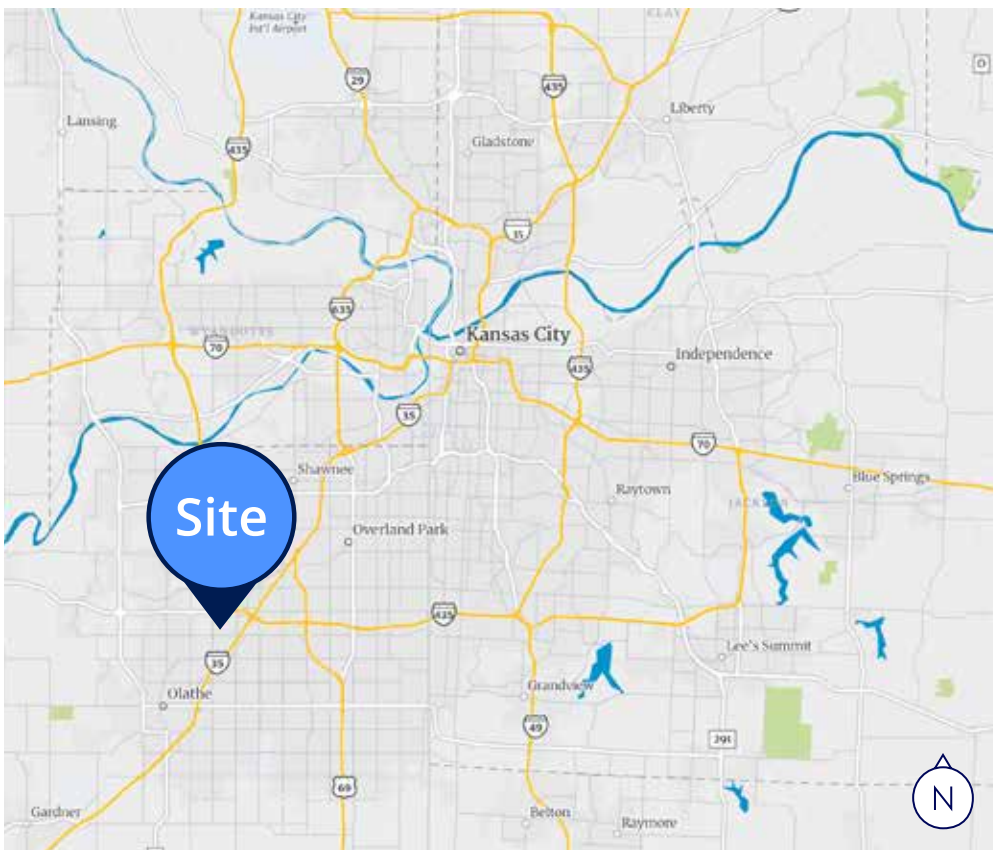 Kansas City
Int'l Airport
CLAY
29
435
O
Liberty
Lansing
Gladstone
435
35
635
WYANDOTTE
70
Kansas City
Independence
435
35
70
Shawnee
Blue Springs
Raytown
JACKSON
Site
Overland Park
435
Lee's Summit
35
Grandview
Olathe
49
291
69
N
Gardner
Belton
Raymore